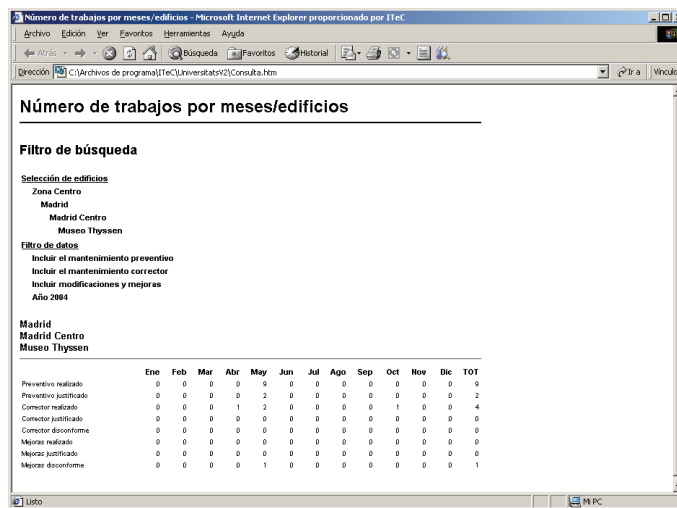 Número de trabajos por meses/edificios - Microsoft Internet Explorer proporcionado por ITeC
Archivo Edición Ver Favoritos Herramientas Ayuda
Atrás Búsqueda Favoritos Historial
Dirección C:\Archivos de programa\ITeC\UniversitatsV2\Consulta.htm Ir a Vínculo
Número de trabajos por meses/edificios
Filtro de búsqueda
Selección de edificios
Zona Centro
Madrid
Madrid Centro
Museo Thyssen
Filtro de datos
Incluir el mantenimiento preventivo
Incluir el mantenimiento corrector
Incluir modificaciones y mejoras
Año 2004
Madrid
Madrid Centro
Museo Thyssen
Ene Feb Mar Abr May Jun Jul Ago Sep Oct Nov Dic TOT
Preventivo realizado 0 0 0 0 9 0 0 0 0 0 0 0 9
Preventivo justificado 0 0 0 0 2 0 0 0 0 0 0 0 2
Corrector realizado 0 0 0 1 2 0 0 0 0 1 0 0 4
Corrector justificado 0 0 0 0 0 0 0 0 0 0 0 0 0
Corrector disconforme 0 0 0 0 0 0 0 0 0 0 0 0 0
Mejoras realizado 0 0 0 0 0 0 0 0 0 0 0 0 0
Mejoras justificado 0 0 0 0 0 0 0 0 0 0 0 0 0
Mejoras disconforme 0 0 0 0 1 0 0 0 0 0 0 0 1
Listo Mi PC